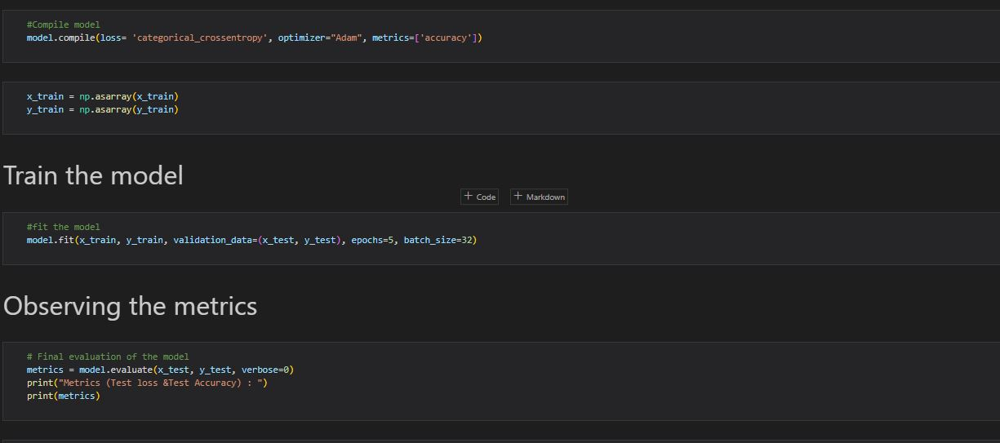 #Compile model
model.compile(loss= 'categorical_crossentropy', optimizer="Adam", metrics=['accuracy'])
x_train = np.asarray(x_train)
y_train = np.asarray(y_train)
Train the model
+ Code + Markdown
#fit the model
model.fit(x_train, y_train, validation_data=(x_test, y_test), epochs=5, batch_size=32)
Observing the metrics
# Final evaluation of the model
metrics = model.evaluate(x_test, y_test, verbose=0)
print("Metrics (Test loss &Test Accuracy) : ")
print(metrics)